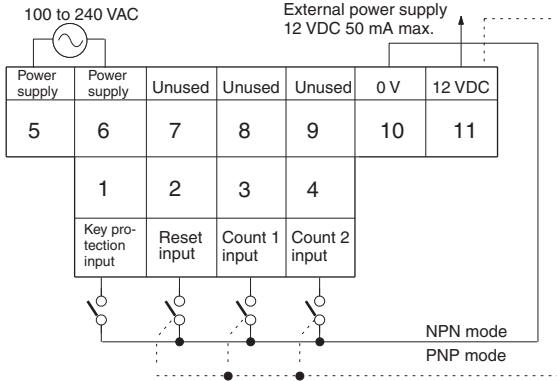 100 to 240 VAC
External power supply
12 VDC 50 mA max.
Power supply
Power supply
Unused
Unused
Unused
0 V
12 VDC
5
6
7
8
9
10
11
1
2
3
4
Key pro-
tection
input
Reset
input
Count 1
input
Count 2
input
NPN mode
PNP mode